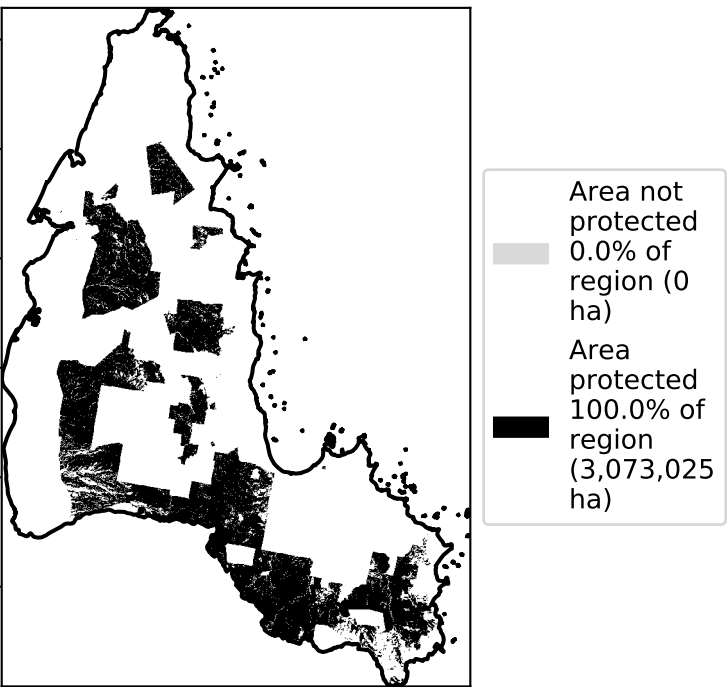 Area not
protected
0.0% of
region (0
ha)
Area
protected
100.0% of
region
(3,073,025
ha)